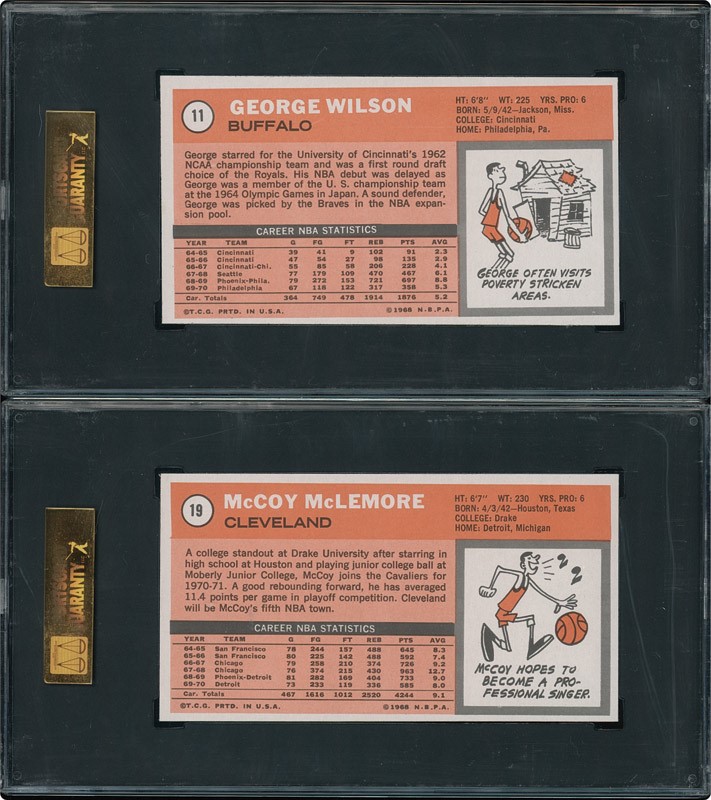 11
GEORGE WILSON
BUFFALO
HT: 6'8" WT: 225 YRS. PRO: 6
BORN: 5/9/42—Jackson, Miss.
COLLEGE: Cincinnati
HOME: Philadelphia, Pa.
George starred for the University of Cincinnati's 1962
NCAA championship team and was a first round draft
choice of the Royals. His NBA debut was delayed as
George was a member of the U. S. championship team
at the 1964 Olympic Games in Japan. A sound defender,
George was picked by the Braves in the NBA expan-
sion pool.
CAREER NBA STATISTICS
YEAR TEAM G FG FT REB PTS AVG
64-65 Cincinnati 39 41 9 102 91 2.3
65-66 Cincinnati 47 54 27 98 135 2.9
66-67 Cincinnati-Chi. 55 85 58 206 228 4.1
67-68 Seattle 77 179 109 470 467 6.1
68-69 Phoenix-Phila. 79 272 153 721 697 8.8
69-70 Philadelphia 67 118 122 317 358 5.3
Car. Totals 364 749 478 1914 1876 5.2
©T.C.G. PRTD. IN U.S.A. ©1968 N.B.P.A.
GEORGE OFTEN VISITS
POVERTY STRICKEN
AREAS.
UARANTY
19
McCOY McLEMORE
CLEVELAND
HT: 6'7" WT: 230 YRS. PRO: 6
BORN: 4/3/42—Houston, Texas
COLLEGE: Drake
HOME: Detroit, Michigan
A college standout at Drake University after starring in
high school at Houston and playing junior college ball at
Moberly Junior College, McCoy joins the Cavaliers for
1970-71. A good rebounding forward, he has averaged
11.4 points per game in playoff competition. Cleveland
will be McCoy's fifth NBA town.
CAREER NBA STATISTICS
YEAR TEAM G FG FT REB PTS AVG
64-65 San Francisco 78 244 157 488 645 8.3
65-66 San Francisco 80 225 142 488 592 7.4
66-67 Chicago 79 258 210 374 726 9.2
67-68 Chicago 76 374 215 430 963 12.7
68-69 Phoenix-Detroit 81 282 169 404 733 9.0
69-70 Detroit 73 233 119 336 585 8.0
Car. Totals 467 1616 1012 2520 4244 9.1
©T.C.G. PRTD. IN U.S.A. ©1968 N.B.P.A.
McCOY HOPES TO
BECOME A PRO-
FESSIONAL SINGER.
UARANTY